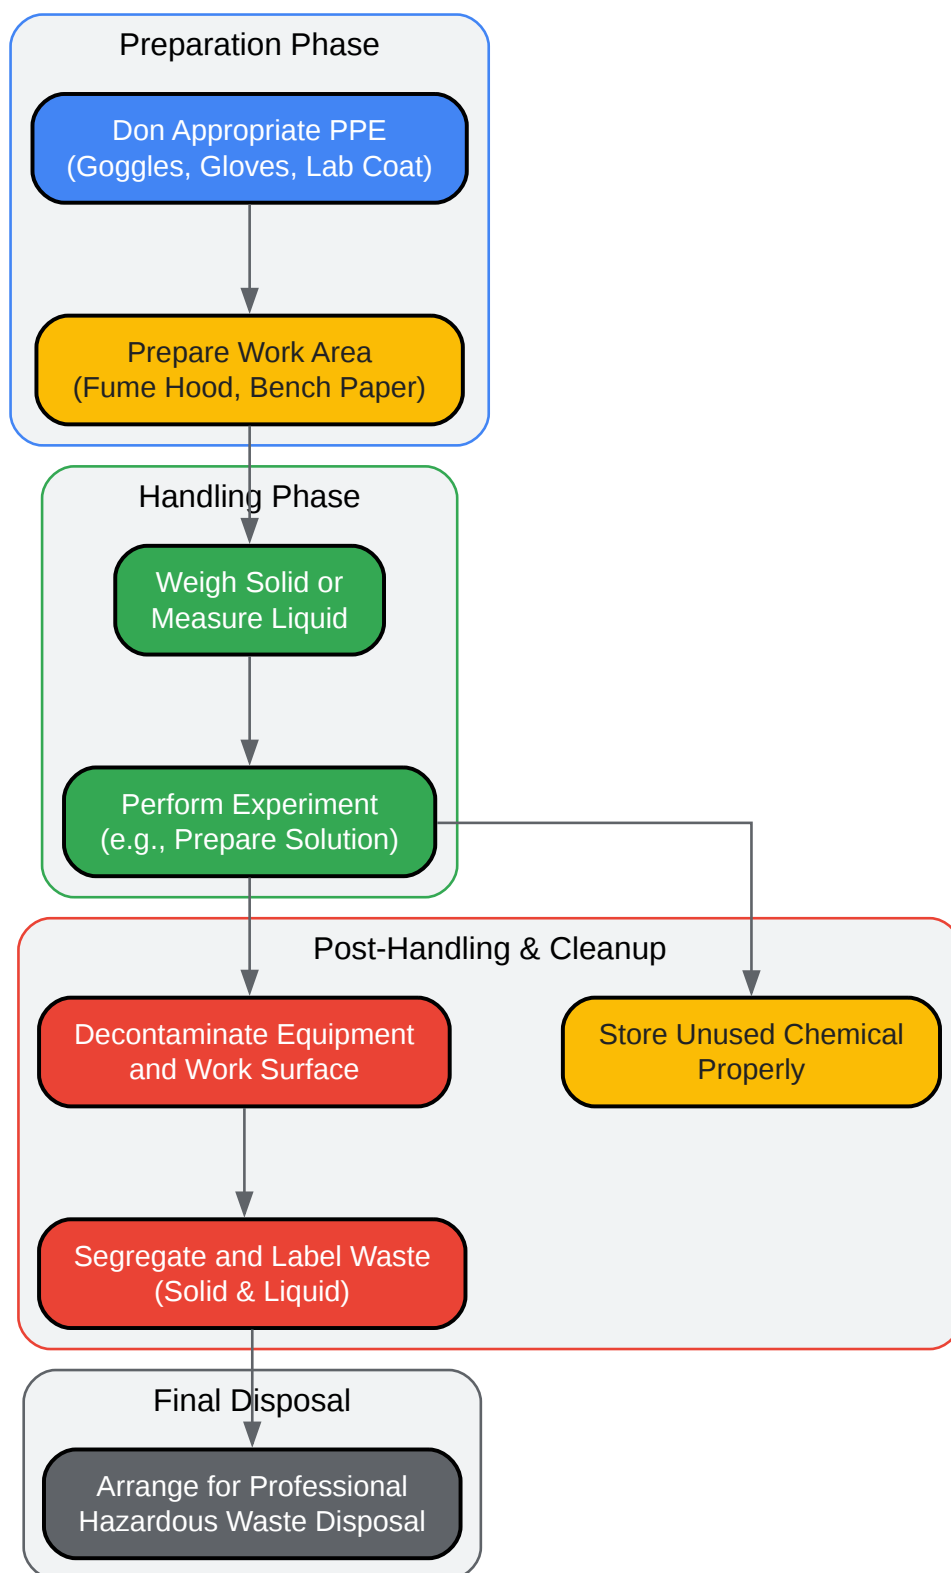 Preparation Phase
Don Appropriate PPE
(Goggles, Gloves, Lab Coat)
Prepare Work Area
(Fume Hood, Bench Paper)
Handling Phase
Weigh Solid or
Measure Liquid
Perform Experiment
(e.g., Prepare Solution)
Post-Handling & Cleanup
Decontaminate Equipment
and Work Surface
Store Unused Chemical
Properly
Segregate and Label Waste
(Solid & Liquid)
Final Disposal
Arrange for Professional
Hazardous Waste Disposal